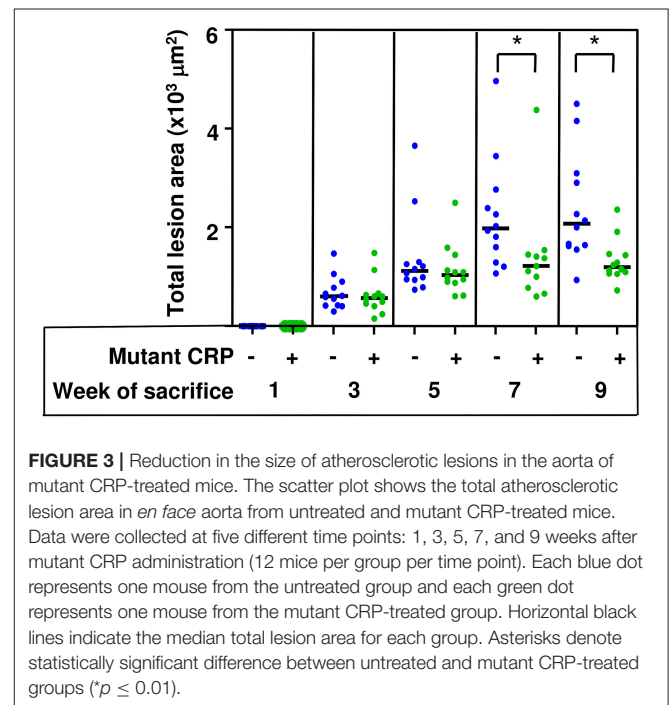 6
4
2
Total lesion area (x10³ μm²)
* *
Mutant CRP - + - + - + - + - +
Week of sacrifice 1 3 5 7 9
FIGURE 3 | Reduction in the size of atherosclerotic lesions in the aorta of
mutant CRP-treated mice. The scatter plot shows the total atherosclerotic
lesion area in en face aorta from untreated and mutant CRP-treated mice.
Data were collected at five different time points: 1, 3, 5, 7, and 9 weeks after
mutant CRP administration (12 mice per group per time point). Each blue dot
represents one mouse from the untreated group and each green dot
represents one mouse from the mutant CRP-treated group. Horizontal black
lines indicate the median total lesion area for each group. Asterisks denote
statistically significant difference between untreated and mutant CRP-treated
groups (*p ≤ 0.01).